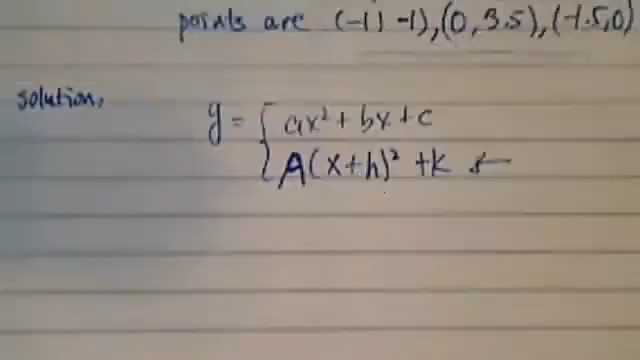 points are (-1, -1), (0, 3.5), (-1.5, 0)
solution,
y = { ax² + bx + c
A(x+h)² + k ←